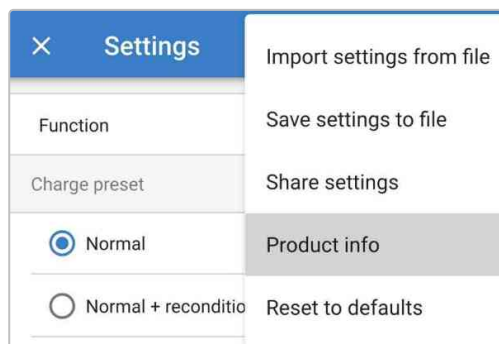 Settings
Function
Charge preset
Normal
Normal + reconditio
Import settings from file
Save settings to file
Share settings
Product info
Reset to defaults